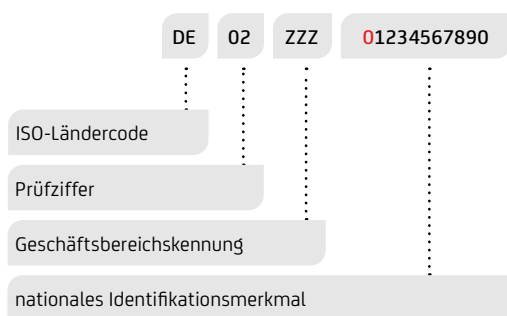 DE 02 ZZZ 01234567890
ISO-Ländercode
Prüfziffer
Geschäftsbereichskennung
nationales Identifikationsmerkmal